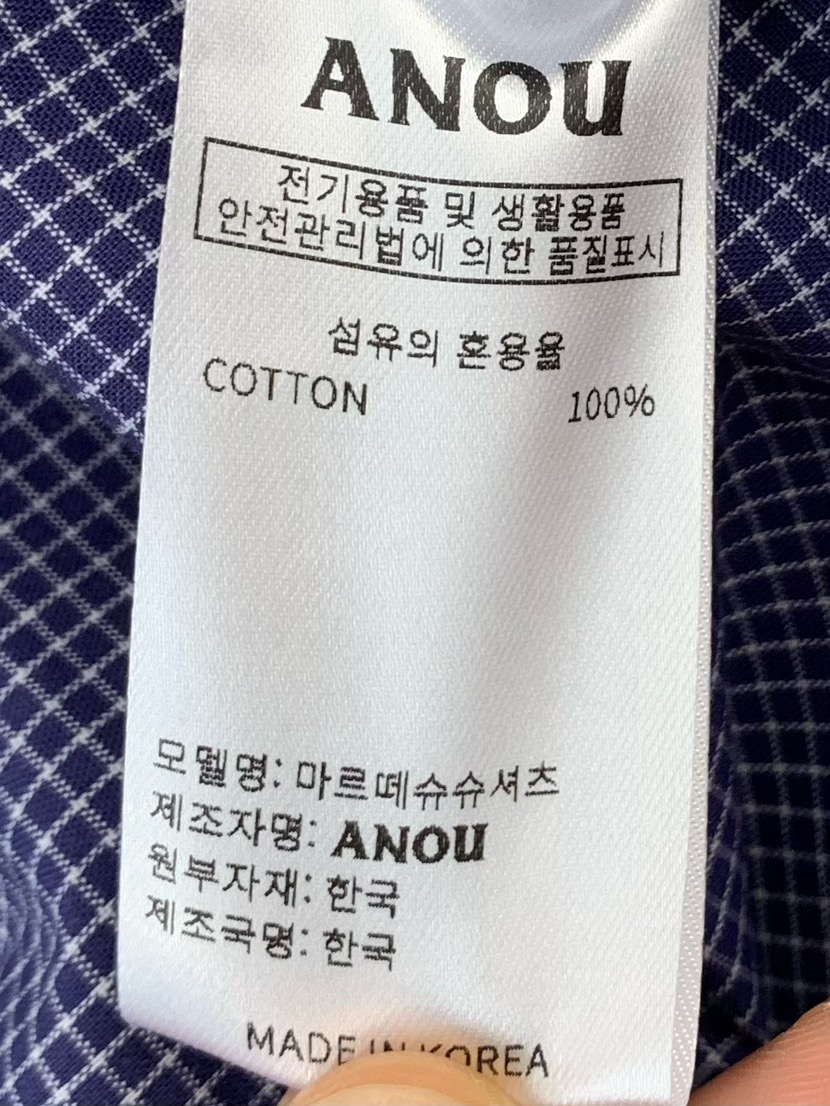 ANOU
전기용품 및 생활용품
안전관리법에 의한 품질표시
섬유의 혼용율
COTTON 100%
모델명: 마르떼슈슈셔츠
제조자명: ANOU
원부자재: 한국
제조국명: 한국
MADE IN KOREA